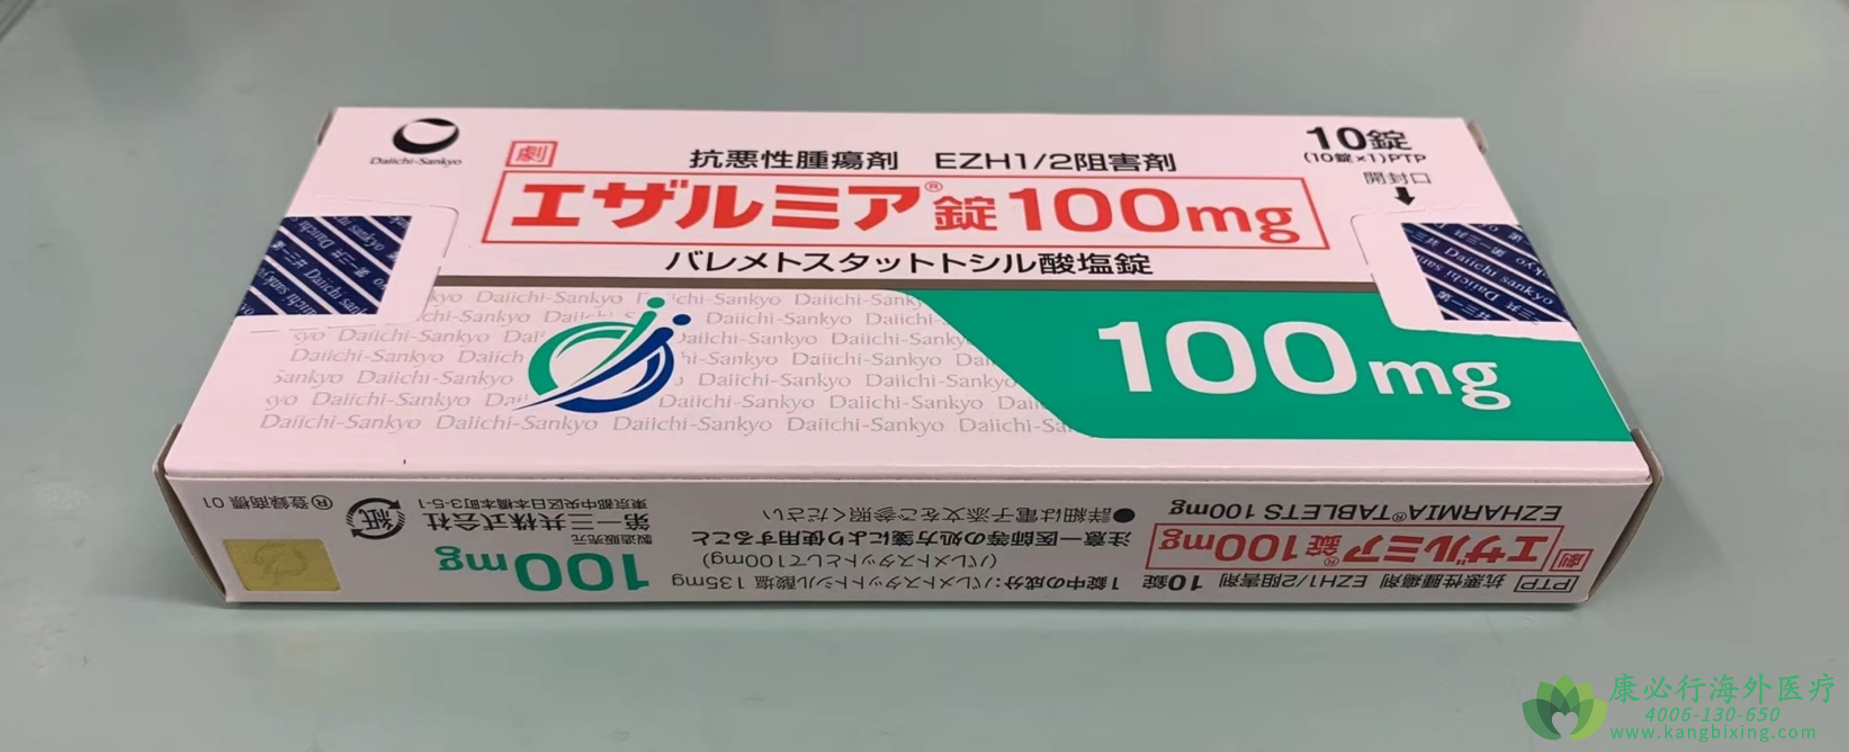 Daiichi-Sankyo
劇
抗悪性腫瘍剤 EZH1/2阻害剤
エザルミア®錠100mg
バレメトスタットトシル酸塩錠
10錠
(10錠×1)PTP
開封口
100mg
Daiichi-Sankyo Daiichi-Sankyo Daiichi-Sankyo Daiichi-Sankyo
PTP 抗悪性腫瘍剤 EZH1/2阻害剤 10錠
劇
エザルミア®錠100mg
EZHARMIA®TABLETS 100mg
1錠中の成分:バレメトスタットトシル酸塩 135mg
(バレメトスタットとして100mg)
注意-医師等の処方箋により使用すること
●詳細は電子添文をご参照ください
100mg
製造販売元
第一三共株式会社
東京都中央区日本橋本町3-5-1
紙
®登録商標 01
康必行海外医疗
4006-130-650
www.kangbixing.com